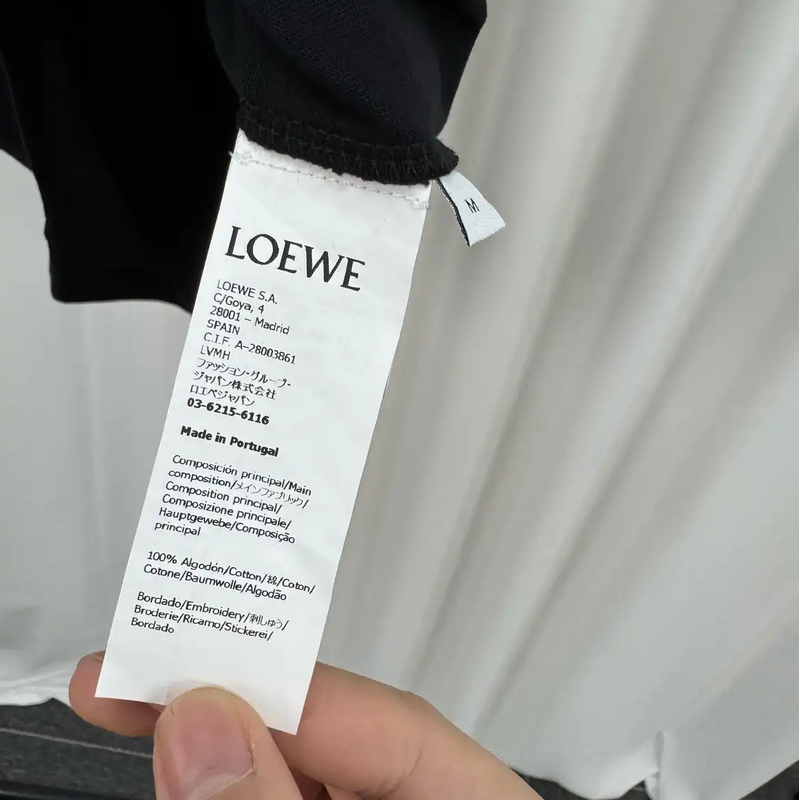 LOEWE
LOEWE S.A.
C/Goya, 4
28001 – Madrid
SPAIN
C.I.F. A-28003861
LVMH
ファッション・グループ・
ジャパン株式会社
ロエベジャパン
03-6215-6116
Made in Portugal
Composición principal/Main
composition/メインファブリック/
Composition principal/
Composizione principale/
Hauptgewebe/Composição
principal
100% Algodón/Cotton/綿/Coton/
Cotone/Baumwolle/Algodão
Bordado/Embroidery/刺しゅう/
Broderie/Ricamo/Stickerei/
Bordado
M